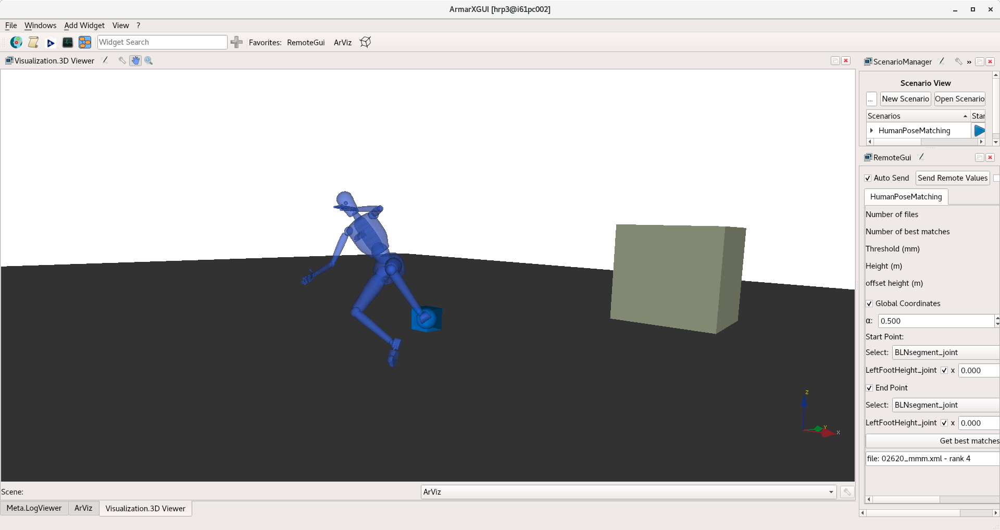 ArmarXGUI [hrp3@i61pc002]
File Windows Add Widget View ?
Widget Search Favorites: RemoteGui ArViz
Visualization.3D Viewer
ScenarioManager »
Scenario View
... New Scenario Open Scenario
Scenarios Star
HumanPoseMatching
RemoteGui
Auto Send Send Remote Values
HumanPoseMatching
Number of files
Number of best matches
Threshold (mm)
Height (m)
offset height (m)
Global Coordinates
α: 0.500
Start Point:
Select: BLNsegment_joint
LeftFootHeight_joint x 0.000
End Point
Select: BLNsegment_joint
LeftFootHeight_joint x 0.000
Get best matches
file: 02620_mmm.xml - rank 4
Z
Y
X
Scene: ArViz
Meta.LogViewer ArViz Visualization.3D Viewer